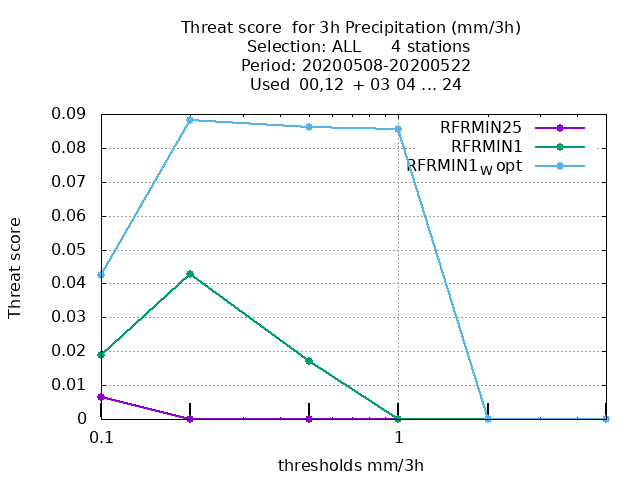 Threat score  for 3h Precipitation (mm/3h)
Selection: ALL      4 stations
Period: 20200508-20200522
Used  00,12  + 03 04 ... 24
RFRMIN25
RFRMIN1
RFRMIN1W opt
0.09
0.08
0.07
0.06
0.05
0.04
0.03
0.02
0.01
0
Threat score
0.1
1
thresholds mm/3h